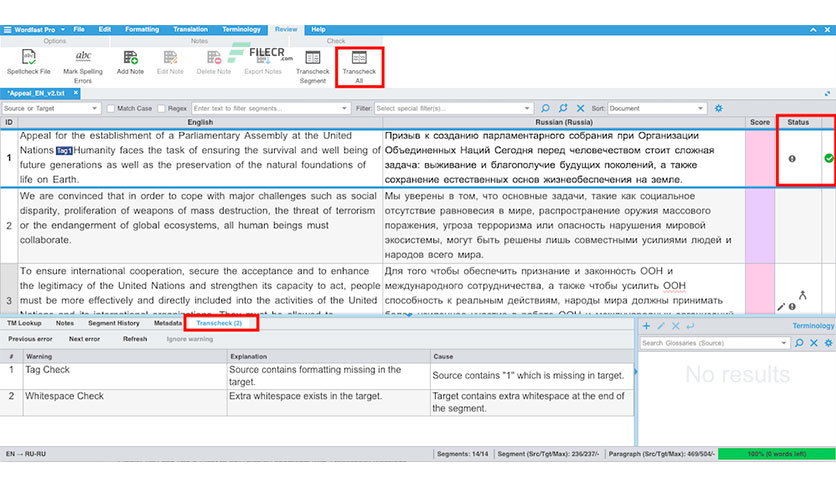 Wordfast Pro File Edit Formatting Translation Terminology Review Help
Options Notes Check
FILECR .com
Spellcheck File Mark Spelling Errors Add Note Edit Note Delete Note Export Notes Transcheck Segment Transcheck All
*Appeal_EN_v2.txt
Source or Target Match Case Regex Enter text to filter segments... Filter: Select special filter(s)... Sort: Document
ID English Russian (Russia) Score Status
1
Appeal for the establishment of a Parliamentary Assembly at the United
Nations Tag1 Humanity faces the task of ensuring the survival and well being of
future generations as well as the preservation of the natural foundations of
life on Earth.
Призыв к созданию парламентарного собрания при Организации
Объединенных Наций Сегодня перед человечеством стоит сложная
задача: выживание и благополучие будущих поколений, а также
сохранение естественных основ жизнеобеспечения на земле.
2
We are convinced that in order to cope with major challenges such as social
disparity, proliferation of weapons of mass destruction, the threat of terrorism
or the endangerment of global ecosystems, all human beings must
collaborate.
Мы уверены в том, что основные задачи, такие как социальное
отсутствие равновесия в мире, распространение оружия массового
поражения, угроза терроризма или опасность нарушения мировой
экосистемы, могут быть решены лишь совместными усилиями людей и
народов всего мира.
3
To ensure international cooperation, secure the acceptance and to enhance
the legitimacy of the United Nations and strengthen its capacity to act, people
must be more effectively and directly included into the activities of the United
Для того чтобы обеспечить признание и законность ООН и
международного сотрудничества, а также чтобы усилить ООН
способность к реальным действиям, народы мира должны принимать
TM Lookup Notes Segment History Metadata Transcheck (2)
Previous error Next error Refresh Ignore warning
# Warning Explanation Cause
1 Tag Check Source contains formatting missing in the target. Source contains "1" which is missing in target.
2 Whitespace Check Extra whitespace exists in the target. Target contains extra whitespace at the end of the segment.
Terminology
Search Glossaries (Source)
No results
EN → RU-RU Segments: 14/14 Segment (Src/Tgt/Max): 236/237/- Paragraph (Src/Tgt/Max): 469/504/- 100% (0 words left)